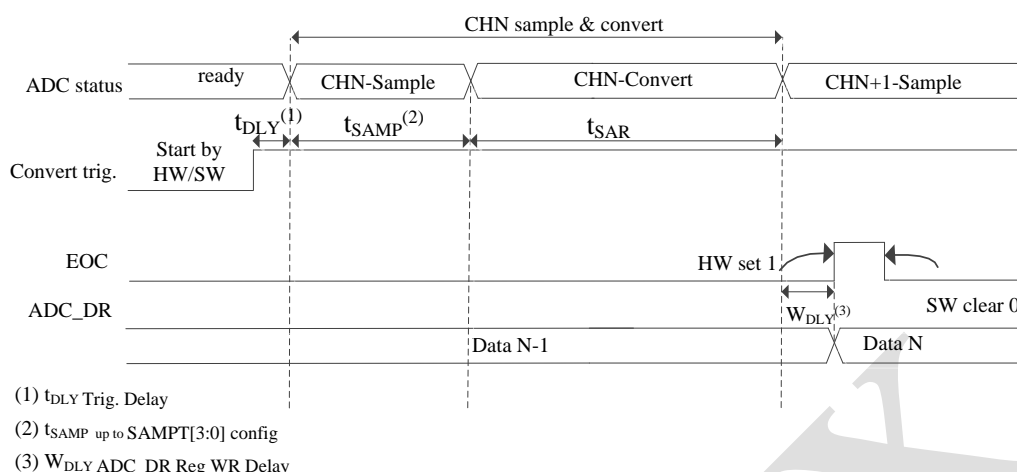 CHN sample & convert
ADC status
ready
CHN-Sample
CHN-Convert
CHN+1-Sample
tDLY(1)
tSAMP(2)
tSAR
Convert trig.
Start by
HW/SW
EOC
HW set 1
ADC_DR
WDLY(3)
SW clear 0
Data N-1
Data N
(1) tDLY Trig. Delay
(2) tSAMP up to SAMPT[3:0] config
(3) WDLY ADC_DR Reg WR Delay